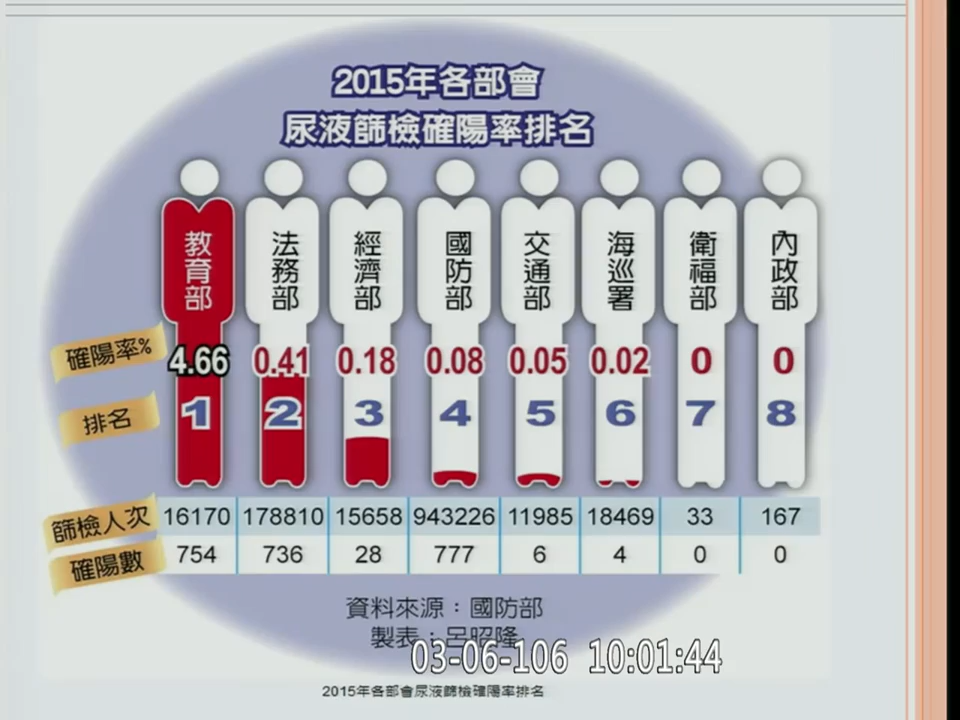 2015年各部會
尿液篩檢確陽率排名
教育部 法務部 經濟部 國防部 交通部 海巡署 衛福部 內政部
確陽率% 4.66 0.41 0.18 0.08 0.05 0.02 0 0
排名 1 2 3 4 5 6 7 8
篩檢人次 16170 178810 15658 943226 11985 18469 33 167
確陽數 754 736 28 777 6 4 0 0
資料來源：國防部
製表：呂昭隆
03-06-106 10:01:44
2015年各部會尿液篩檢確陽率排名